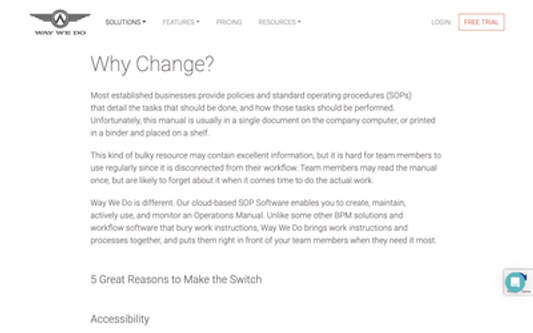 WAY WE DO
SOLUTIONS
FEATURES
PRICING
RESOURCES
LOGIN
FREE TRIAL
Why Change?
Most established businesses provide policies and standard operating procedures (SOPs)
that detail the tasks that should be done, and how those tasks should be performed.
Unfortunately, this manual is usually in a single document on the company computer, or printed
in a binder and placed on a shelf.
This kind of bulky resource may contain excellent information, but it is hard for team members to
use regularly since it is disconnected from their workflow. Team members may read the manual
once, but are likely to forget about it when it comes time to do the actual work.
Way We Do is different. Our cloud-based SOP Software enables you to create, maintain,
actively use, and monitor an Operations Manual. Unlike some other BPM solutions and
workflow software that bury work instructions, Way We Do brings work instructions and
processes together, and puts them right in front of your team members when they need it most.
5 Great Reasons to Make the Switch
Accessibility